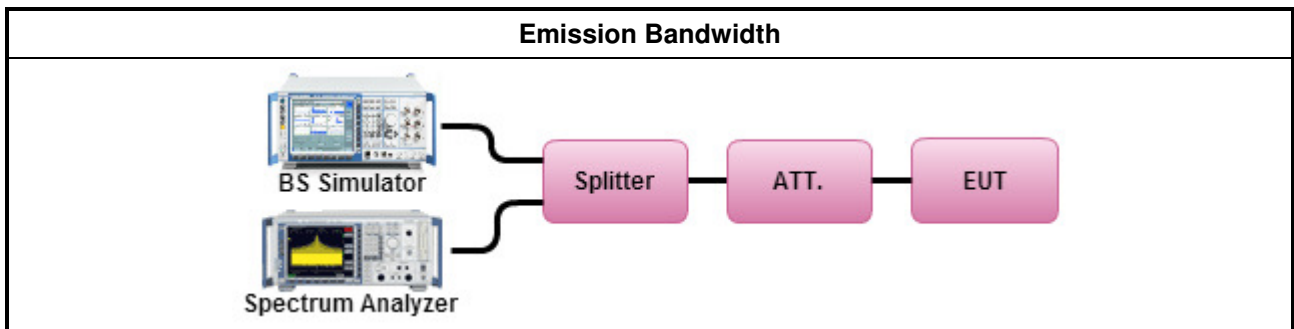 Emission Bandwidth
BS Simulator
Splitter
ATT.
EUT
Spectrum Analyzer